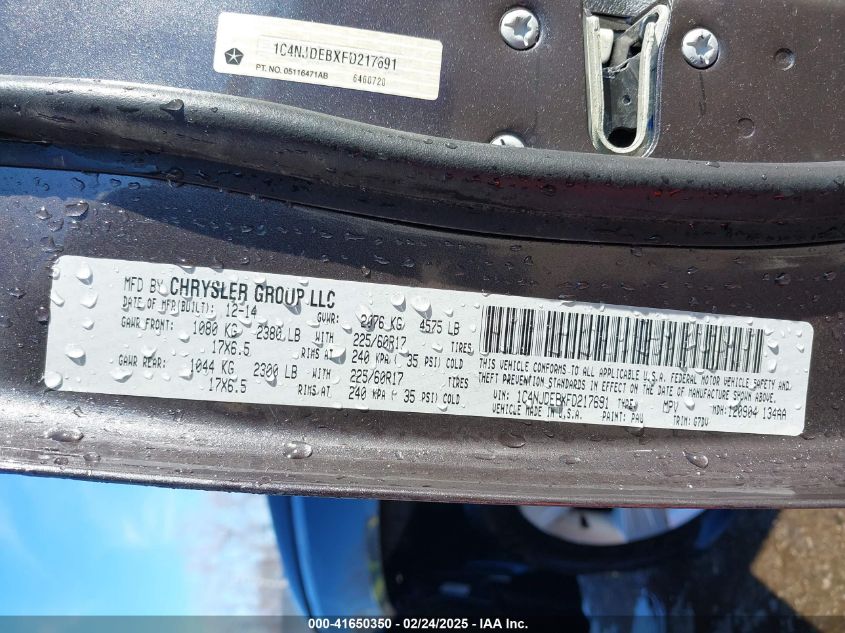 1C4NJDEBXFD217691
PT. NO. 05116471AB 6460720
MFD BY CHRYSLER GROUP LLC
DATE OF MFR(BUILT): 12-14 GVWR: 2076 KG/ 4575 LB
GAWR FRONT: 1080 KG 2380 LB 225/60R17 TIRES
17X6.5 RIMS AT 240 KPA ( 35 PSI) COLD
GAWR REAR: 1044 KG 2300 LB 225/60R17 TIRES
17X6.5 RIMS AT 240 KPA ( 35 PSI) COLD
THIS VEHICLE CONFORMS TO ALL APPLICABLE U.S.A. FEDERAL MOTOR VEHICLE SAFETY AND
THEFT PREVENTION STANDARDS IN EFFECT ON THE DATE OF MANUFACTURE SHOWN ABOVE.
VIN: 1C4NJDEBXFD217691 TYPE: MPV MDH: 120904 134AA
VEHICLE MADE IN U.S.A. PAINT: PAU TRIM: G7DV
000-41650350 - 02/24/2025 - IAA Inc.